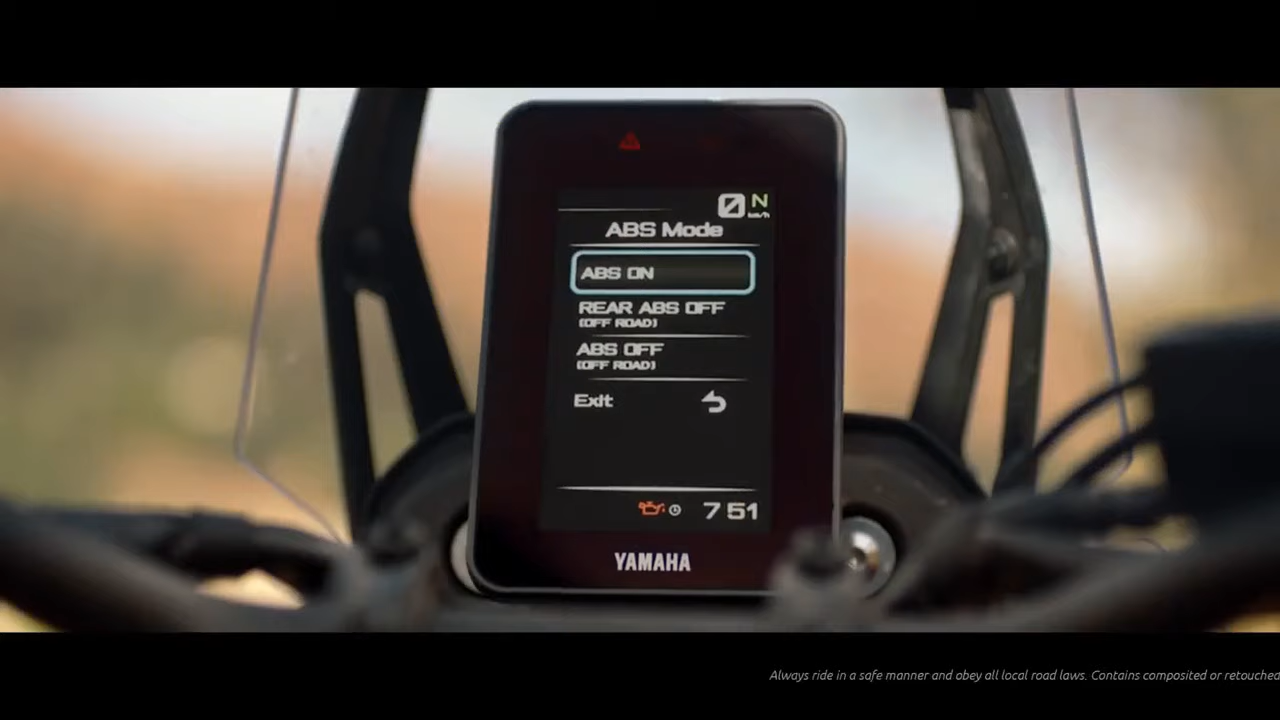 0 N
km/h
ABS Mode
ABS ON
REAR ABS OFF
(OFF ROAD)
ABS OFF
(OFF ROAD)
Exit
7 51
YAMAHA
Always ride in a safe manner and obey all local road laws. Contains composited or retouched